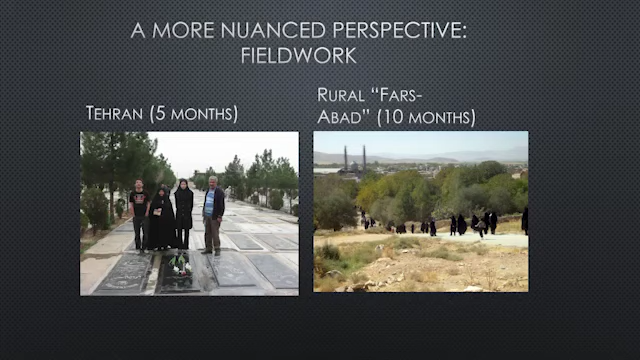 A MORE NUANCED PERSPECTIVE:
FIELDWORK
TEHRAN (5 MONTHS)
RURAL “FARS-
ABAD” (10 MONTHS)